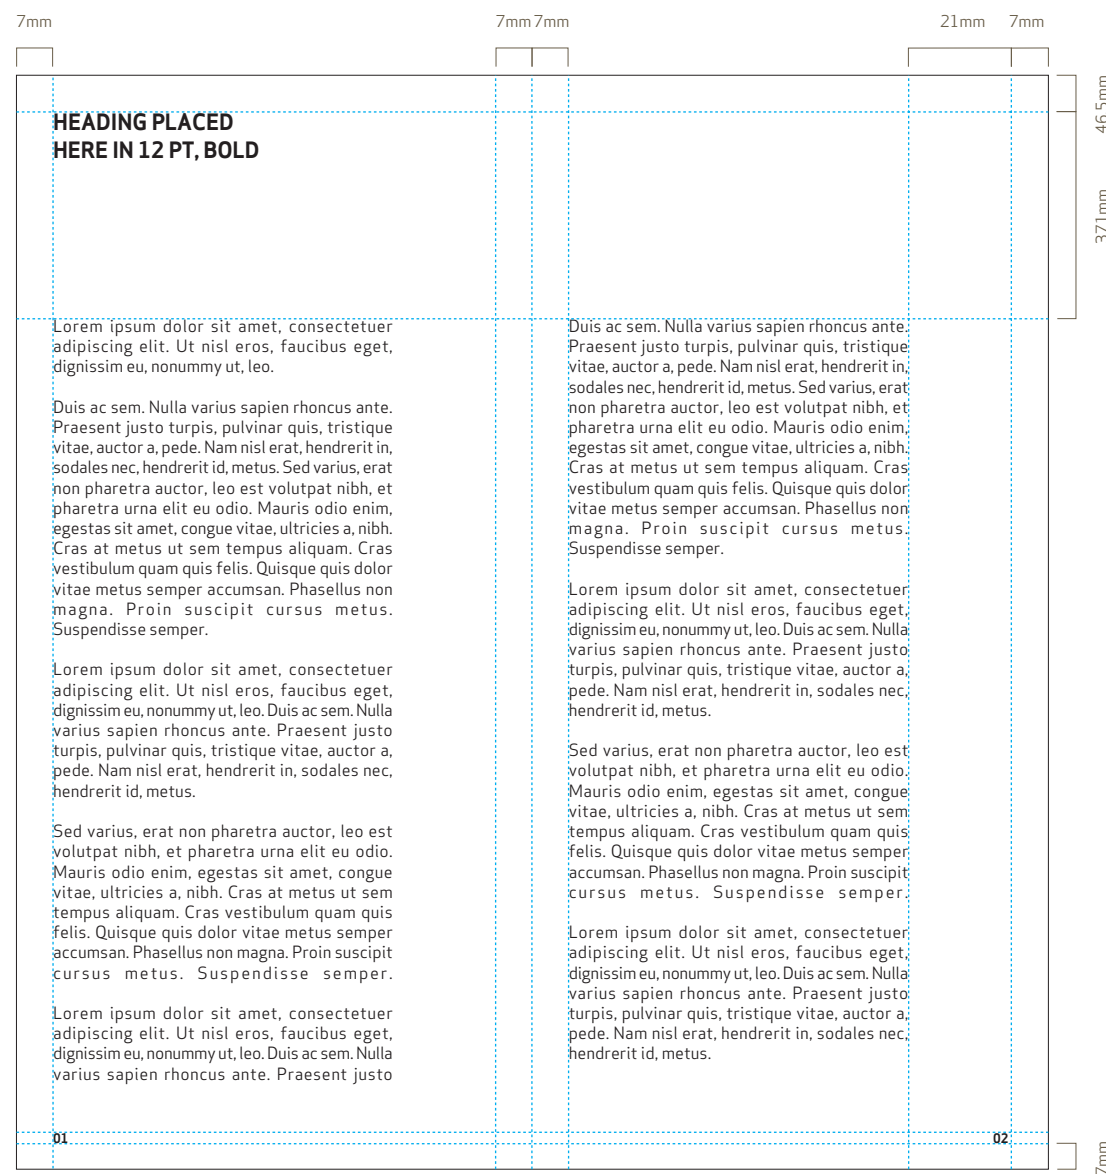 7mm
7mm
7mm
21mm
7mm
HEADING PLACED
HERE IN 12 PT, BOLD
Lorem ipsum dolor sit amet, consectetuer
adipiscing elit. Ut nisl eros, faucibus eget,
dignissim eu, nonummy ut, leo.
Duis ac sem. Nulla varius sapien rhoncus ante.
Praesent justo turpis, pulvinar quis, tristique
vitae, auctor a, pede. Nam nisl erat, hendrerit in,
sodales nec, hendrerit id, metus. Sed varius, erat
non pharetra auctor, leo est volutpat nibh, et
pharetra urna elit eu odio. Mauris odio enim,
egestas sit amet, congue vitae, ultricies a, nibh.
Cras at metus ut sem tempus aliquam. Cras
vestibulum quam quis felis. Quisque quis dolor
vitae metus semper accumsan. Phasellus non
magna. Proin suscipit cursus metus.
Suspendisse semper.
Lorem ipsum dolor sit amet, consectetuer
adipiscing elit. Ut nisl eros, faucibus eget,
dignissim eu, nonummy ut, leo. Duis ac sem. Nulla
varius sapien rhoncus ante. Praesent justo
turpis, pulvinar quis, tristique vitae, auctor a,
pede. Nam nisl erat, hendrerit in, sodales nec,
hendrerit id, metus.
Sed varius, erat non pharetra auctor, leo est
volutpat nibh, et pharetra urna elit eu odio.
Mauris odio enim, egestas sit amet, congue
vitae, ultricies a, nibh. Cras at metus ut sem
tempus aliquam. Cras vestibulum quam quis
felis. Quisque quis dolor vitae metus semper
accumsan. Phasellus non magna. Proin suscipit
cursus metus. Suspendisse semper.
Lorem ipsum dolor sit amet, consectetuer
adipiscing elit. Ut nisl eros, faucibus eget,
dignissim eu, nonummy ut, leo. Duis ac sem. Nulla
varius sapien rhoncus ante. Praesent justo
01
Duis ac sem. Nulla varius sapien rhoncus ante.
Praesent justo turpis, pulvinar quis, tristique
vitae, auctor a, pede. Nam nisl erat, hendrerit in,
sodales nec, hendrerit id, metus. Sed varius, erat
non pharetra auctor, leo est volutpat nibh, et
pharetra urna elit eu odio. Mauris odio enim,
egestas sit amet, congue vitae, ultricies a, nibh.
Cras at metus ut sem tempus aliquam. Cras
vestibulum quam quis felis. Quisque quis dolor
vitae metus semper accumsan. Phasellus non
magna. Proin suscipit cursus metus.
Suspendisse semper.
Lorem ipsum dolor sit amet, consectetuer
adipiscing elit. Ut nisl eros, faucibus eget,
dignissim eu, nonummy ut, leo. Duis ac sem. Nulla
varius sapien rhoncus ante. Praesent justo
turpis, pulvinar quis, tristique vitae, auctor a,
pede. Nam nisl erat, hendrerit in, sodales nec,
hendrerit id, metus.
Sed varius, erat non pharetra auctor, leo est
volutpat nibh, et pharetra urna elit eu odio.
Mauris odio enim, egestas sit amet, congue
vitae, ultricies a, nibh. Cras at metus ut sem
tempus aliquam. Cras vestibulum quam quis
felis. Quisque quis dolor vitae metus semper
accumsan. Phasellus non magna. Proin suscipit
cursus metus. Suspendisse semper.
Lorem ipsum dolor sit amet, consectetuer
adipiscing elit. Ut nisl eros, faucibus eget,
dignissim eu, nonummy ut, leo. Duis ac sem. Nulla
varius sapien rhoncus ante. Praesent justo
turpis, pulvinar quis, tristique vitae, auctor a,
pede. Nam nisl erat, hendrerit in, sodales nec,
hendrerit id, metus.
02
7mm